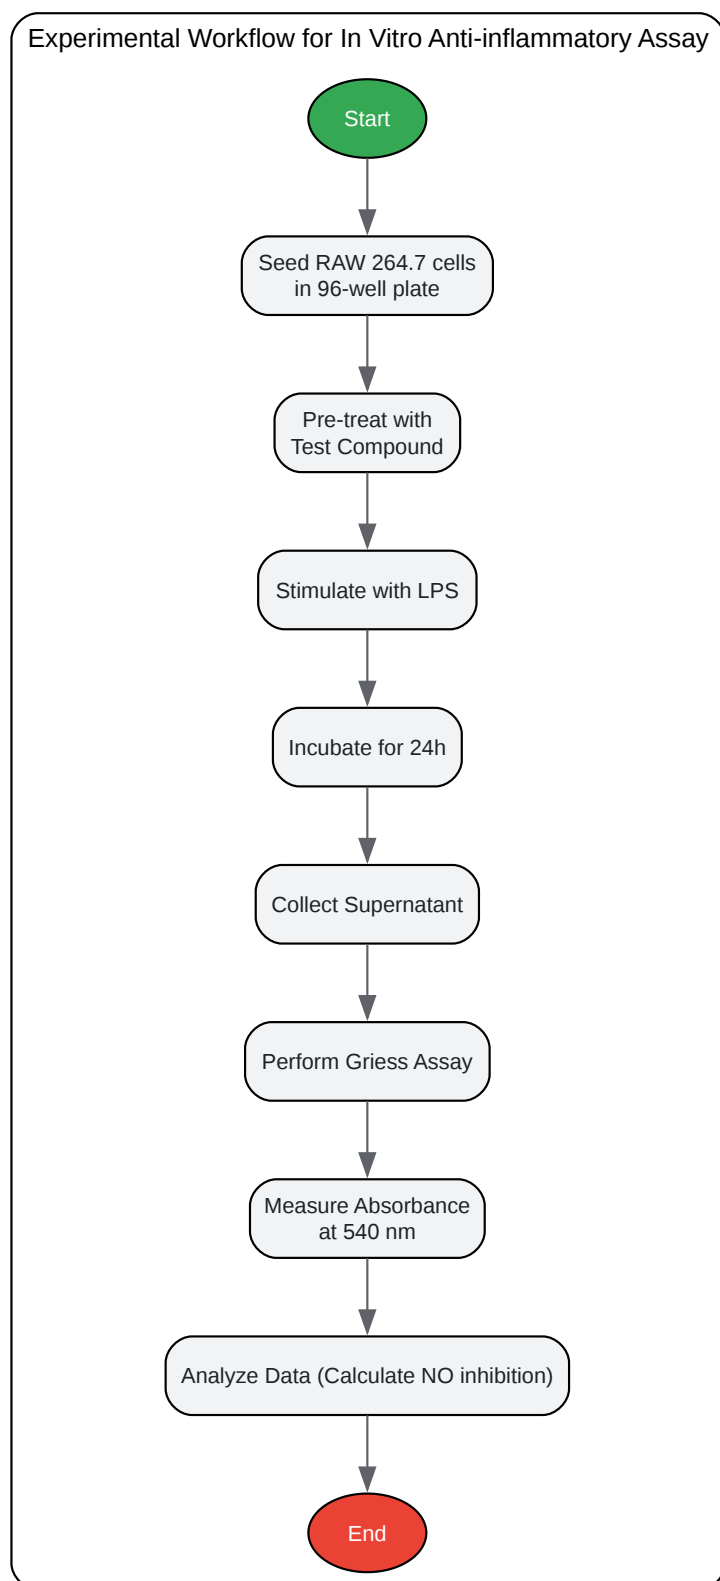 Experimental Workflow for In Vitro Anti-inflammatory Assay
Start
Seed RAW 264.7 cells
in 96-well plate
Pre-treat with
Test Compound
Stimulate with LPS
Incubate for 24h
Collect Supernatant
Perform Griess Assay
Measure Absorbance
at 540 nm
Analyze Data (Calculate NO inhibition)
End